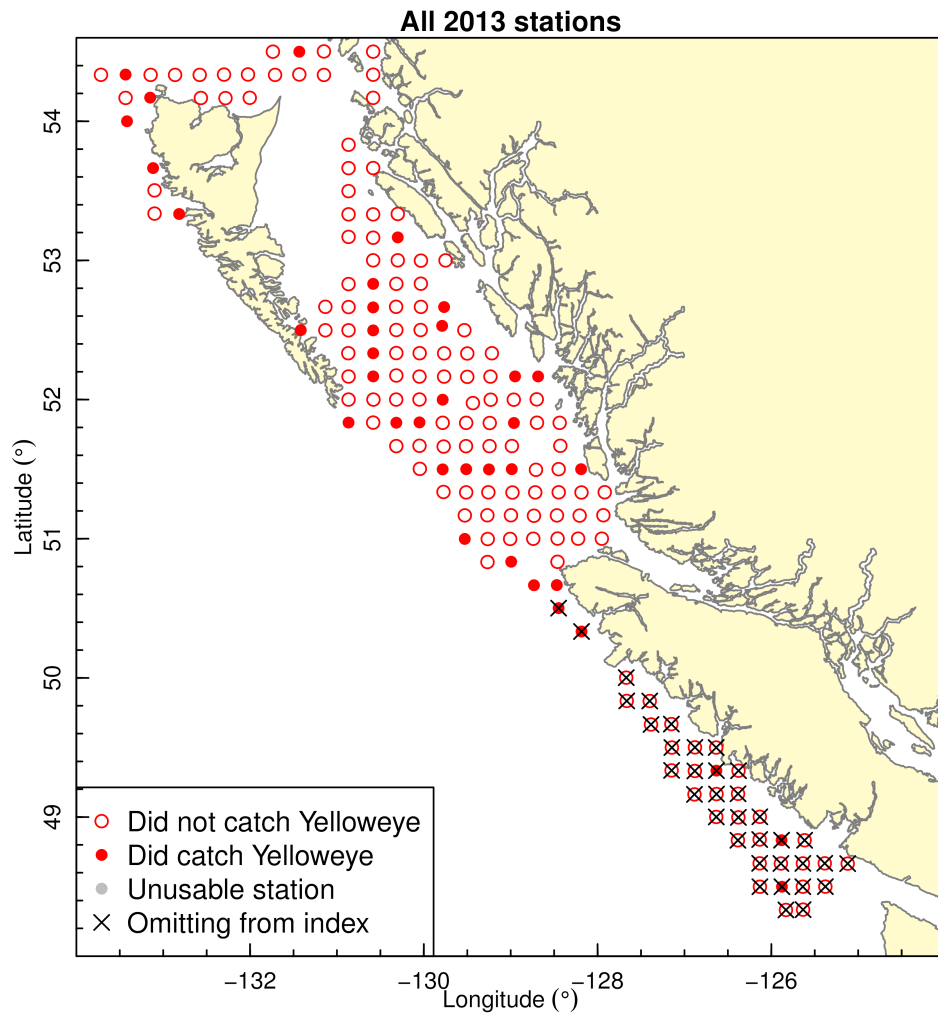 All 2013 stations
54
53
52
51
50
49
Latitude (°)
Did not catch Yelloweye
Did catch Yelloweye
Unusable station
Omitting from index
−132
−130
−128
−126
Longitude (°)